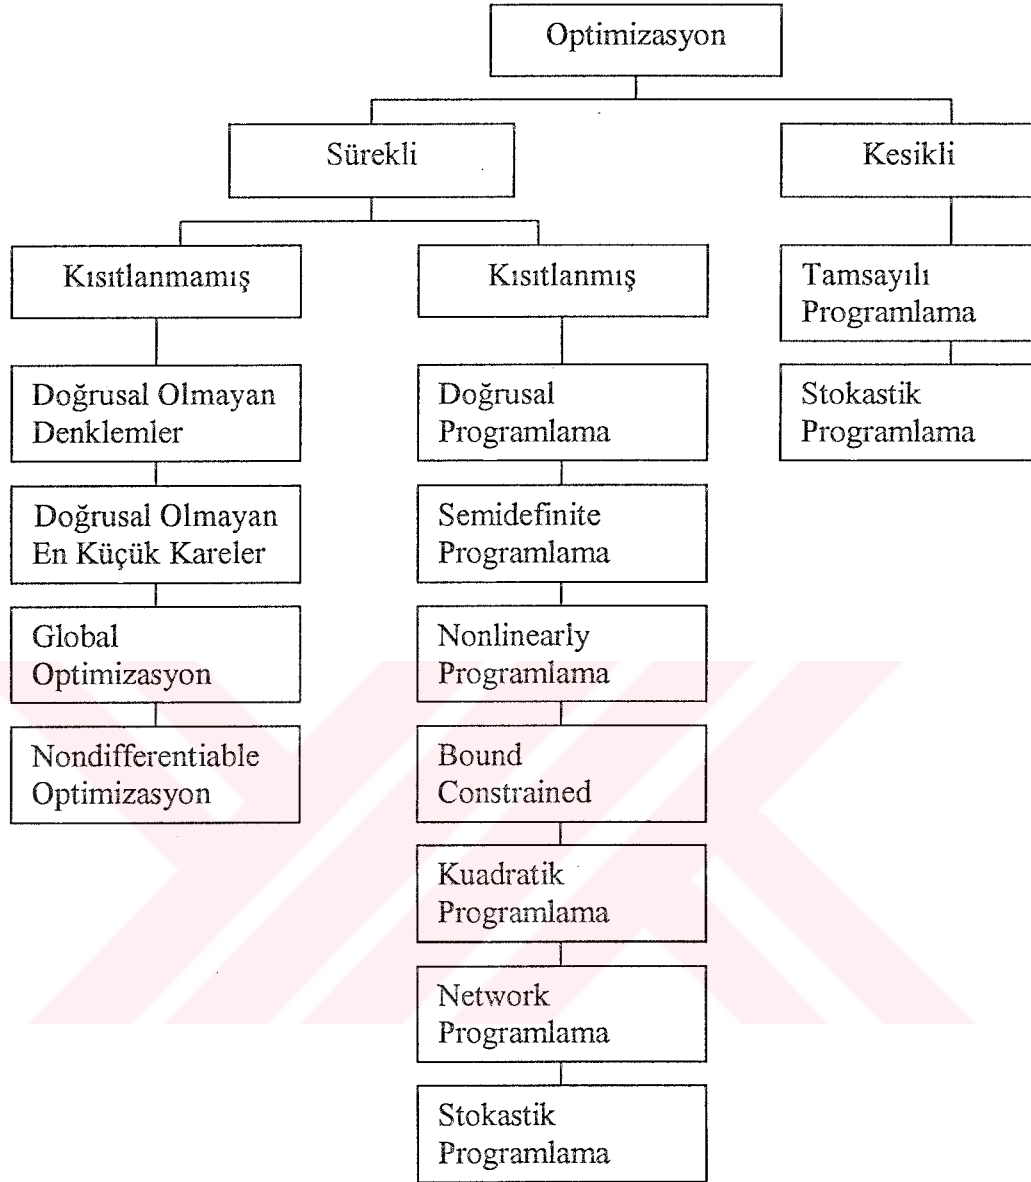 Optimizasyon
Sürekli
Kesikli
Kısıtlanmamış
Kısıtlanmış
Tamsayılı
Programlama
Doğrusal Olmayan
Denklemler
Doğrusal
Programlama
Stokastik
Programlama
Doğrusal Olmayan
En Küçük Kareler
Semidefinite
Programlama
Global
Optimizasyon
Nonlinearly
Programlama
Nondifferentiable
Optimizasyon
Bound
Constrained
Kuadratik
Programlama
Network
Programlama
Stokastik
Programlama